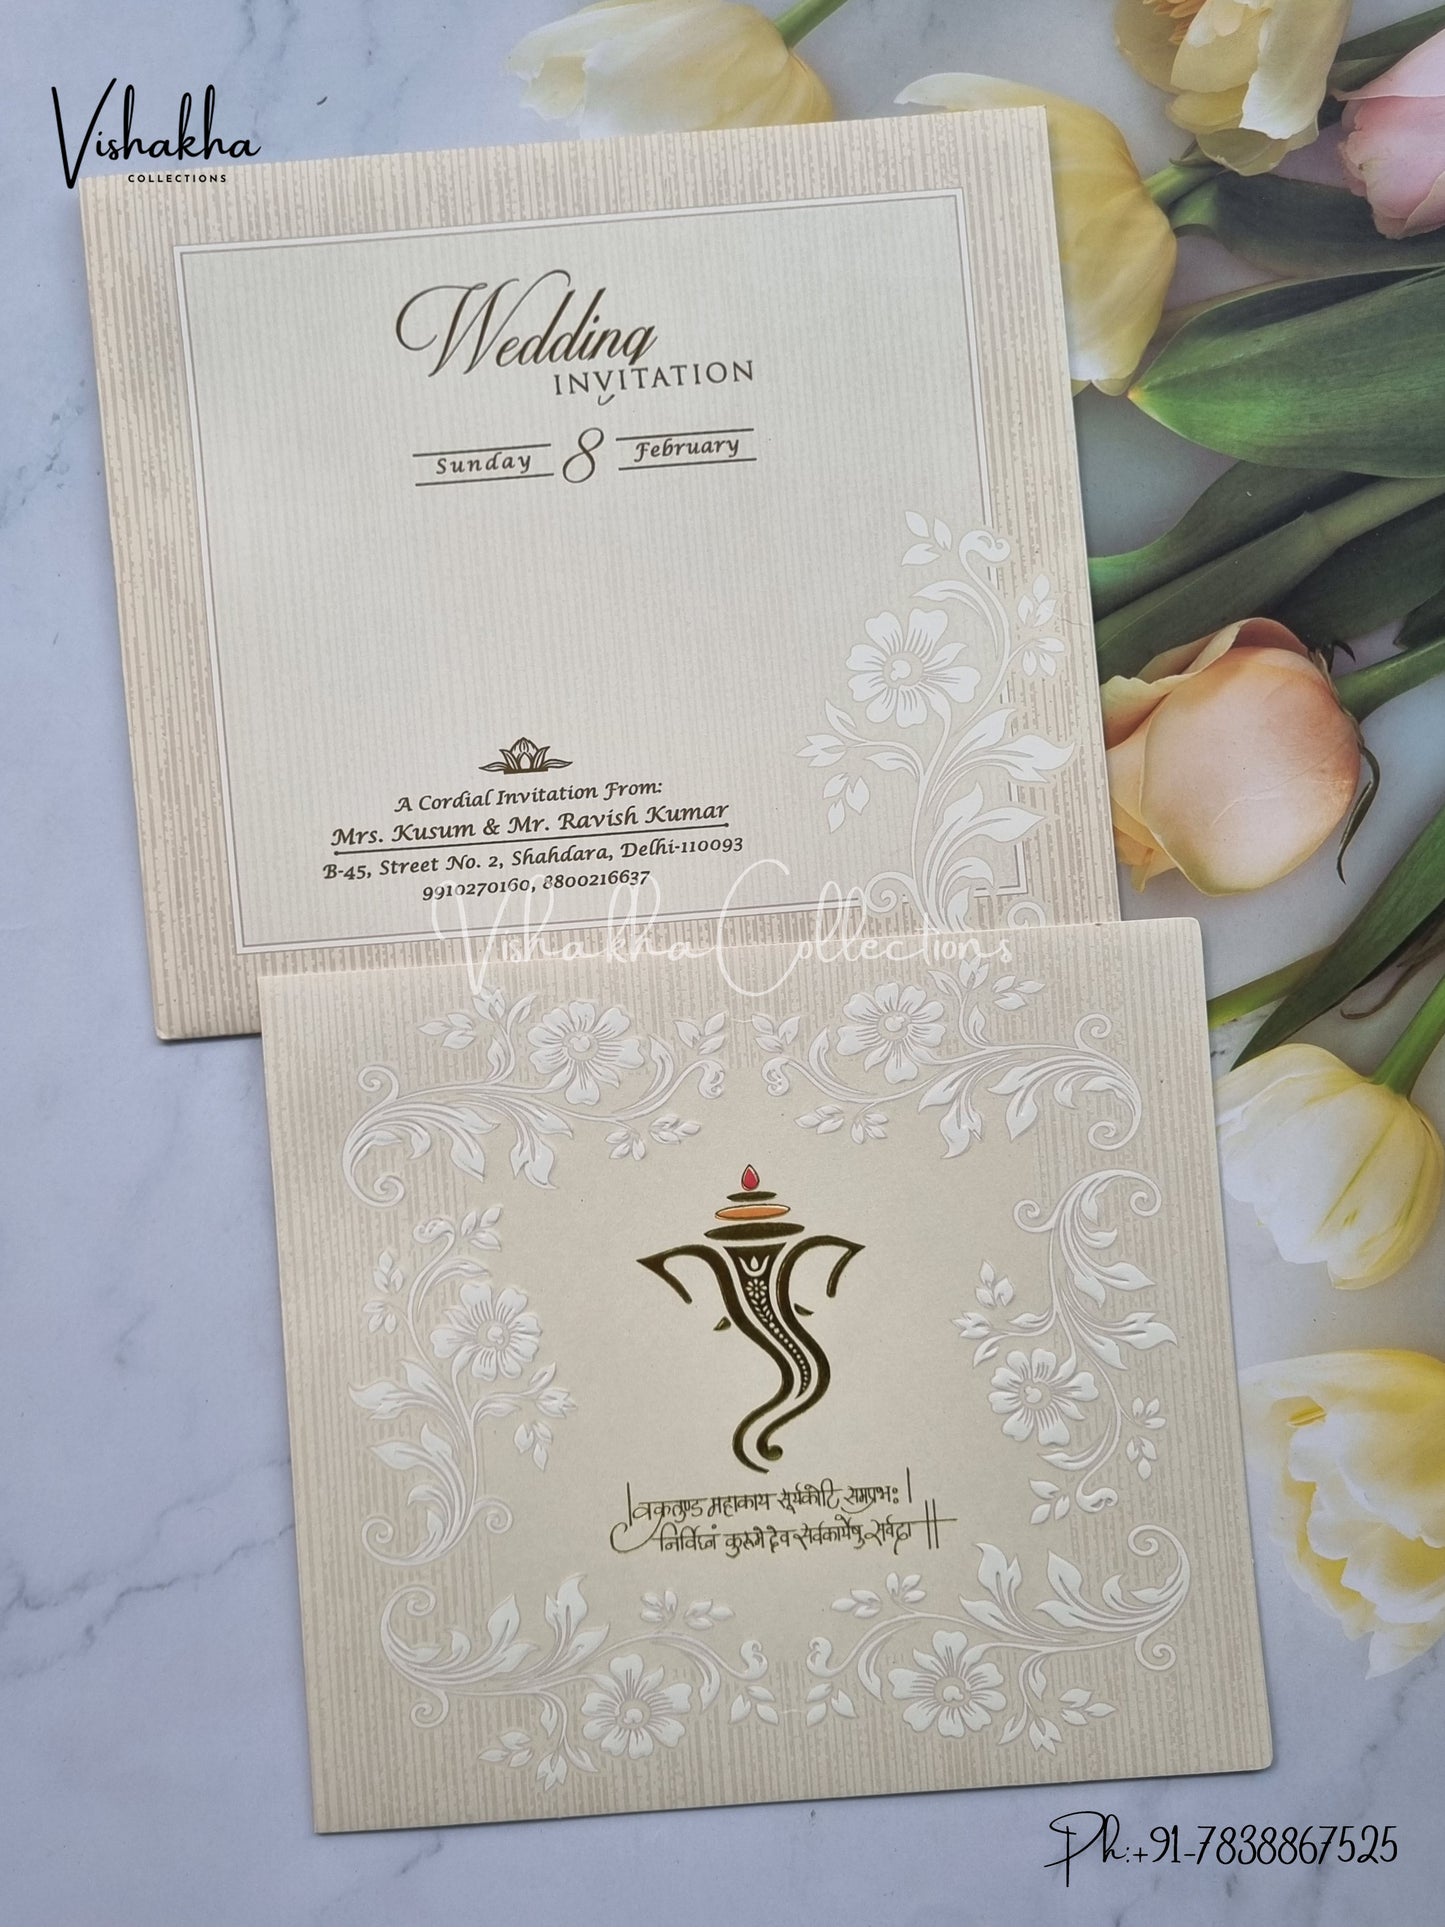 Vishakha
COLLECTIONS
Wedding
INVITATION
Sunday 8 February
A Cordial Invitation From:
Mrs. Kusum & Mr. Ravish Kumar
B-45, Street No. 2, Shahdara, Delhi-110093
9910270160, 8800216637
Vishakha Collections
।वक्रतुण्ड महाकाय सूर्यकोटि समप्रभः।
निर्विघ्नं कुरूमे देव सर्वकार्येषु सर्वदा॥
Ph:+91-7838867525